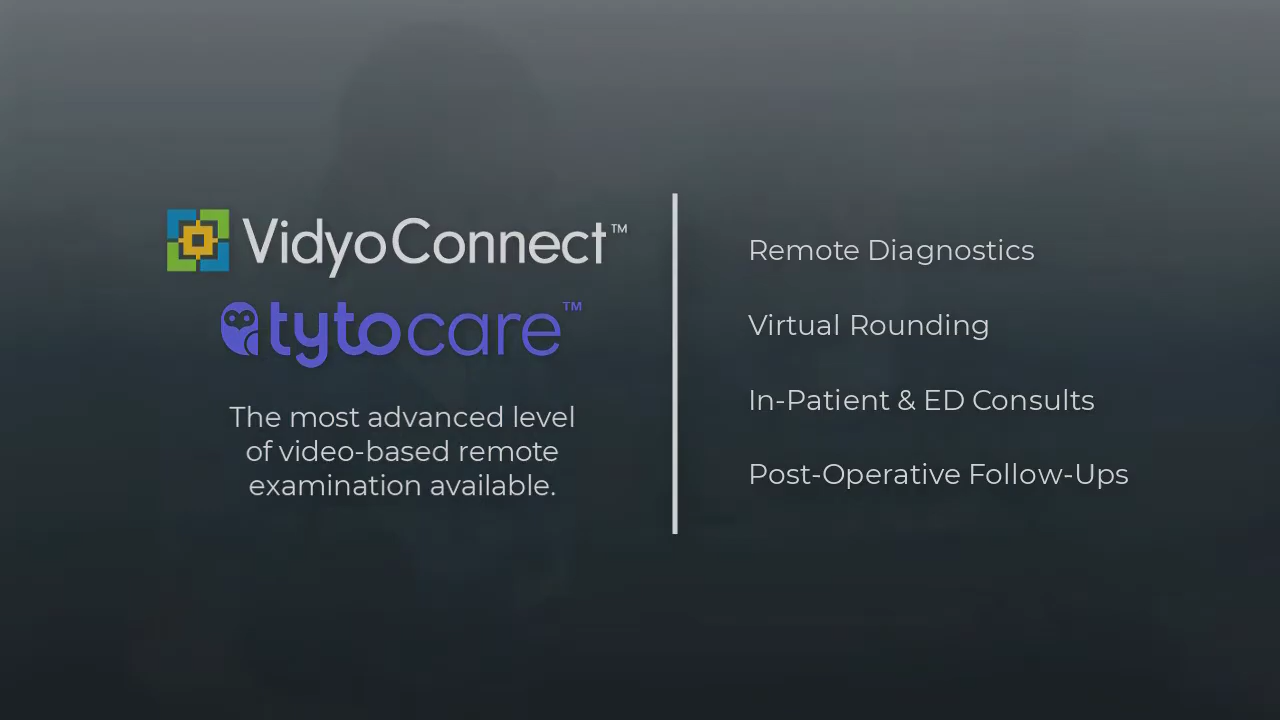 VidyoConnect™
tytocare™
The most advanced level
of video-based remote
examination available.
Remote Diagnostics
Virtual Rounding
In-Patient & ED Consults
Post-Operative Follow-Ups